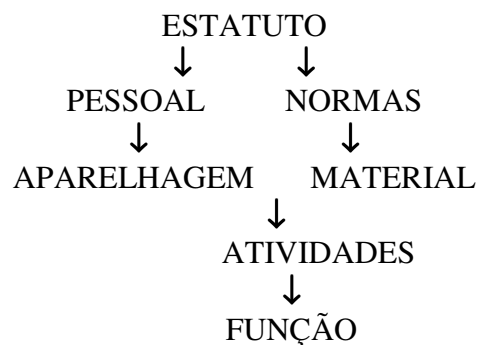 ESTATUTO
↓ ↓
PESSOAL NORMAS
↓ ↓
APARELHAGEM MATERIAL
↓
ATIVIDADES
↓
FUNÇÃO